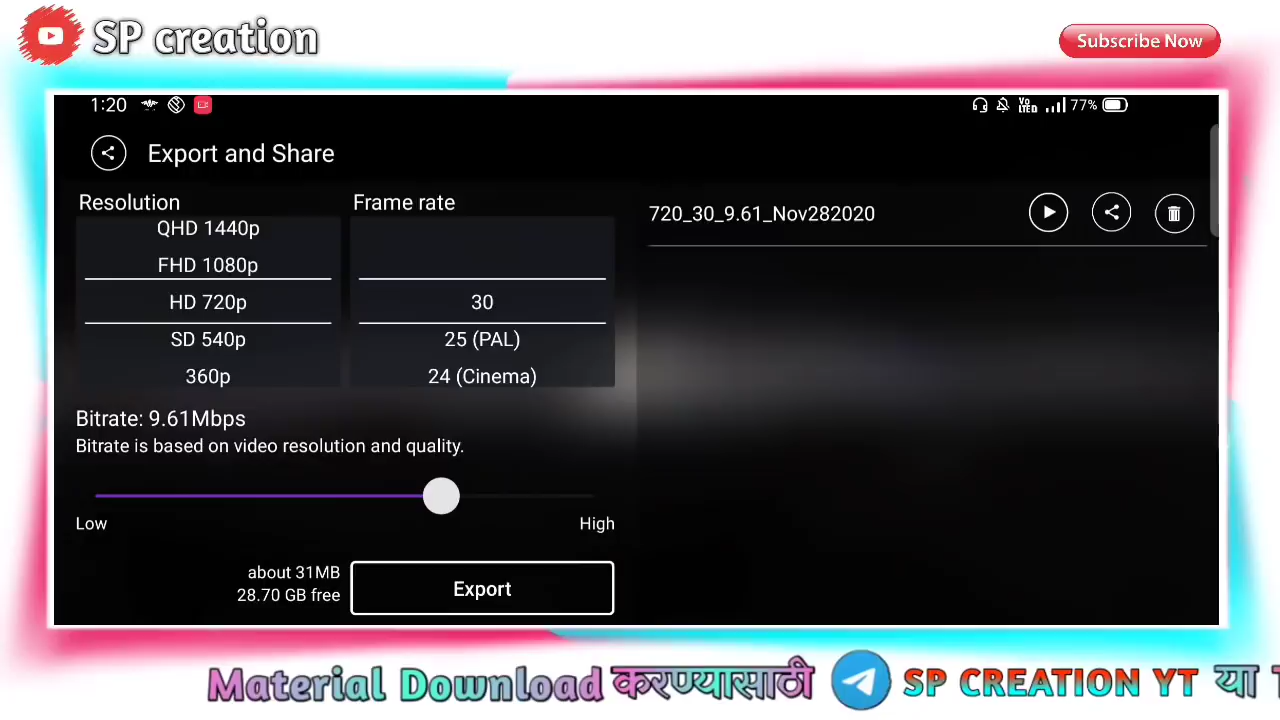 SP creation
Subscribe Now
1:20
77%
Export and Share
Resolution
Frame rate
QHD 1440p
FHD 1080p
HD 720p
SD 540p
360p
30
25 (PAL)
24 (Cinema)
720_30_9.61_Nov282020
Bitrate: 9.61Mbps
Bitrate is based on video resolution and quality.
Low
High
about 31MB
28.70 GB free
Export
Material Download करण्यासाठी SP CREATION YT या